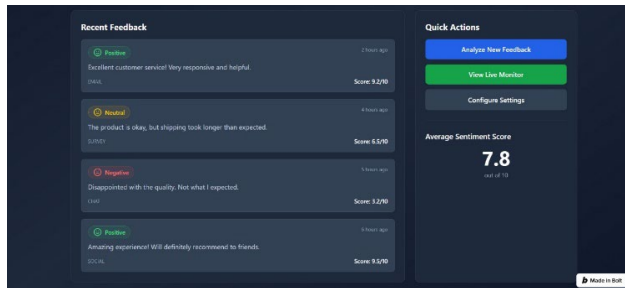 Recent Feedback
Positive
2 hours ago
Excellent customer service! Very responsive and helpful.
EMAIL
Score: 9.2/10
Neutral
4 hours ago
The product is okay, but shipping took longer than expected.
SURVEY
Score: 6.5/10
Negative
5 hours ago
Disappointed with the quality. Not what I expected.
CHAT
Score: 3.2/10
Positive
6 hours ago
Amazing experience! Will definitely recommend to friends.
SOCIAL
Score: 9.5/10
Quick Actions
Analyze New Feedback
View Live Monitor
Configure Settings
Average Sentiment Score
7.8
out of 10
b Made in Bolt